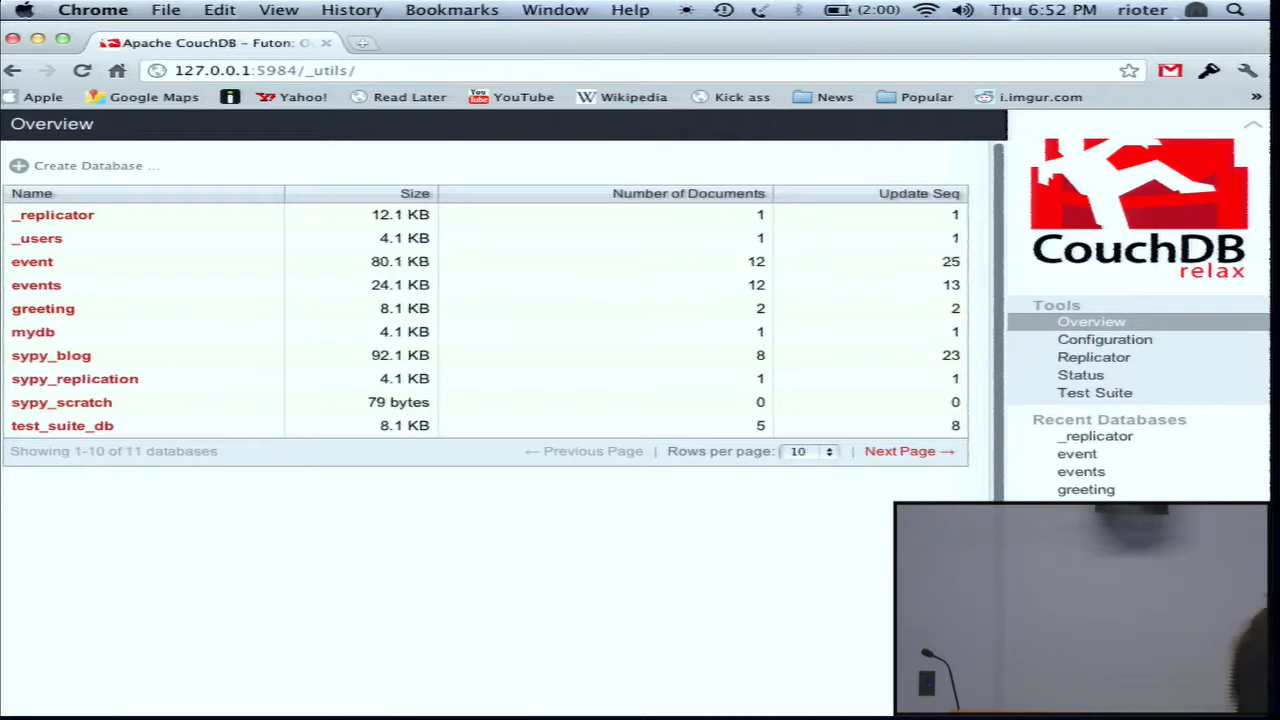 Chrome File Edit View History Bookmarks Window Help (2:00) Thu 6:52 PM rioter
Apache CouchDB – Futon: O
127.0.0.1:5984/_utils/
Apple Google Maps Yahoo! Read Later You Tube YouTube W Wikipedia Kick ass News Popular i.imgur.com »
Overview
Create Database ...
Name Size Number of Documents Update Seq
_replicator 12.1 KB 1 1
_users 4.1 KB 1 1
event 80.1 KB 12 25
events 24.1 KB 12 13
greeting 8.1 KB 2 2
mydb 4.1 KB 1 1
sypy_blog 92.1 KB 8 23
sypy_replication 4.1 KB 1 1
sypy_scratch 79 bytes 0 0
test_suite_db 8.1 KB 5 8
Showing 1-10 of 11 databases ← Previous Page | Rows per page: 10 | Next Page →
CouchDB
relax
Tools
Overview
Configuration
Replicator
Status
Test Suite
Recent Databases
_replicator
event
events
greeting